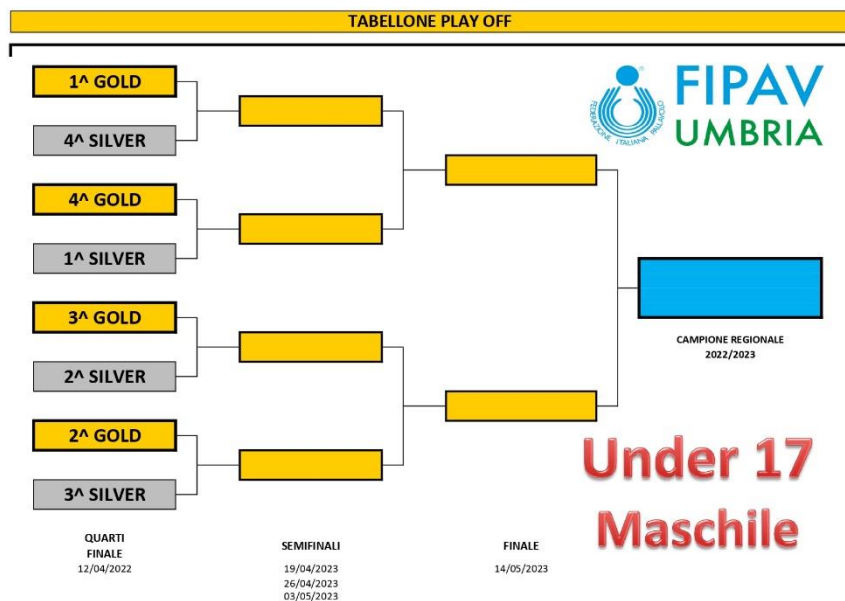 TABELLONE PLAY OFF
1^ GOLD
4^ SILVER
4^ GOLD
1^ SILVER
3^ GOLD
2^ SILVER
2^ GOLD
3^ SILVER
FEDERAZIONE ITALIANA PALLAVOLO
FIPAV
UMBRIA
CAMPIONE REGIONALE
2022/2023
Under 17
Maschile
QUARTI
FINALE
12/04/2022
SEMIFINALI
19/04/2023
26/04/2023
03/05/2023
FINALE
14/05/2023